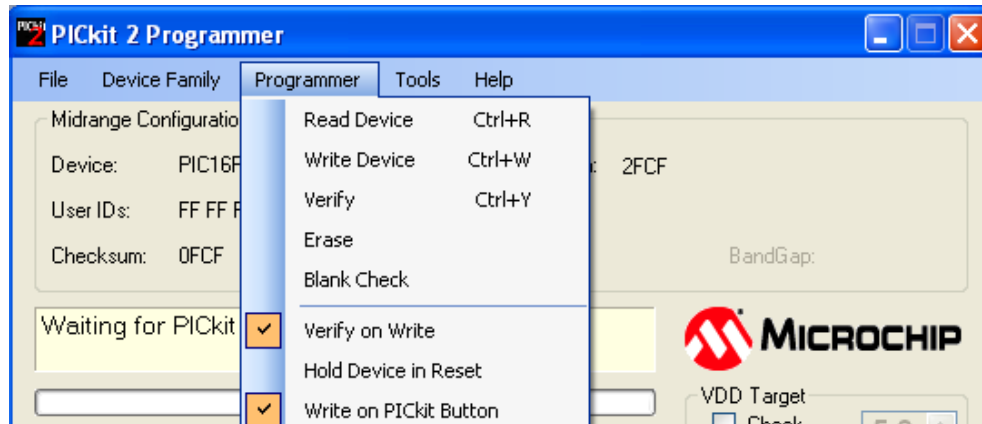 PICkit 2 Programmer
File Device Family Programmer Tools Help
Midrange Configuratio
Read Device Ctrl+R
Device: PIC16F
Write Device Ctrl+W
2FCF
User IDs: FF FF F
Verify Ctrl+Y
Erase
Checksum: 0FCF
BandGap:
Blank Check
Waiting for PICkit
Verify on Write
MICROCHIP
Hold Device in Reset
VDD Target
Write on PICkit Button
Check
5.0